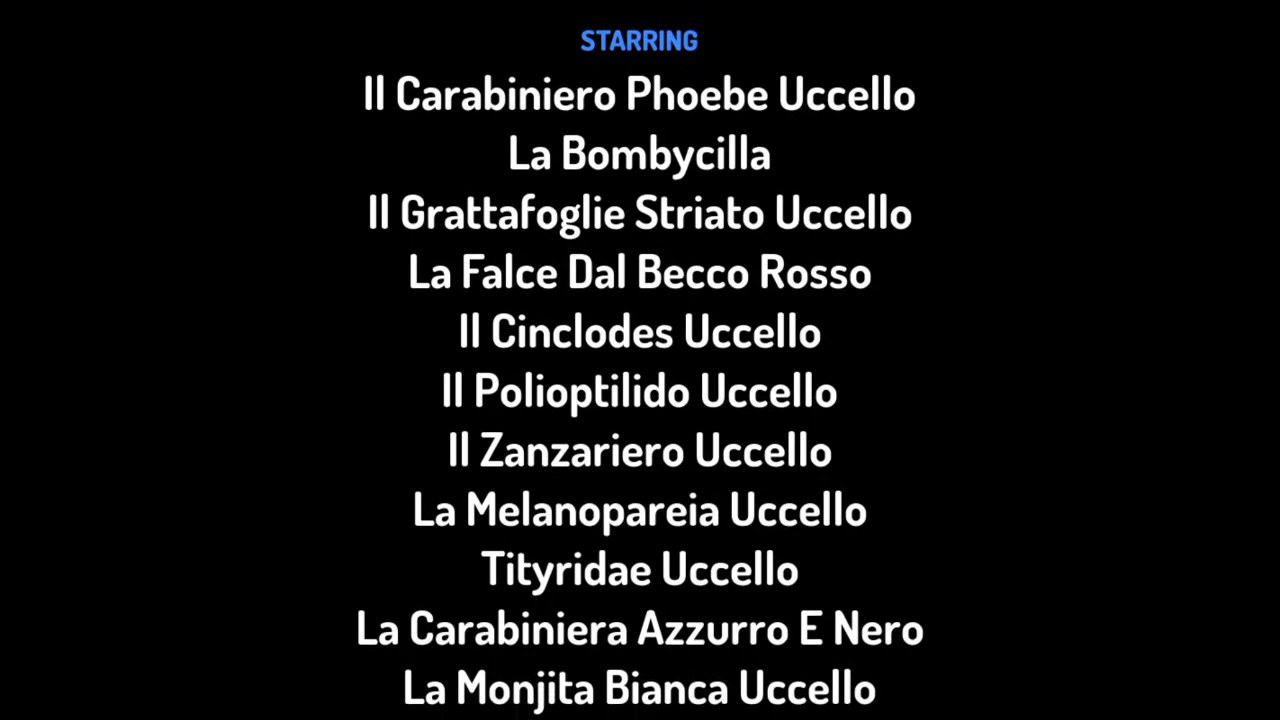 STARRING
Il Carabiniero Phoebe Uccello
La Bombycilla
Il Grattafoglie Striato Uccello
La Falce Dal Becco Rosso
Il Cinclodes Uccello
Il Polioptilido Uccello
Il Zanzariero Uccello
La Melanopareia Uccello
Tityridae Uccello
La Carabiniera Azzurro E Nero
La Monjita Bianca Uccello